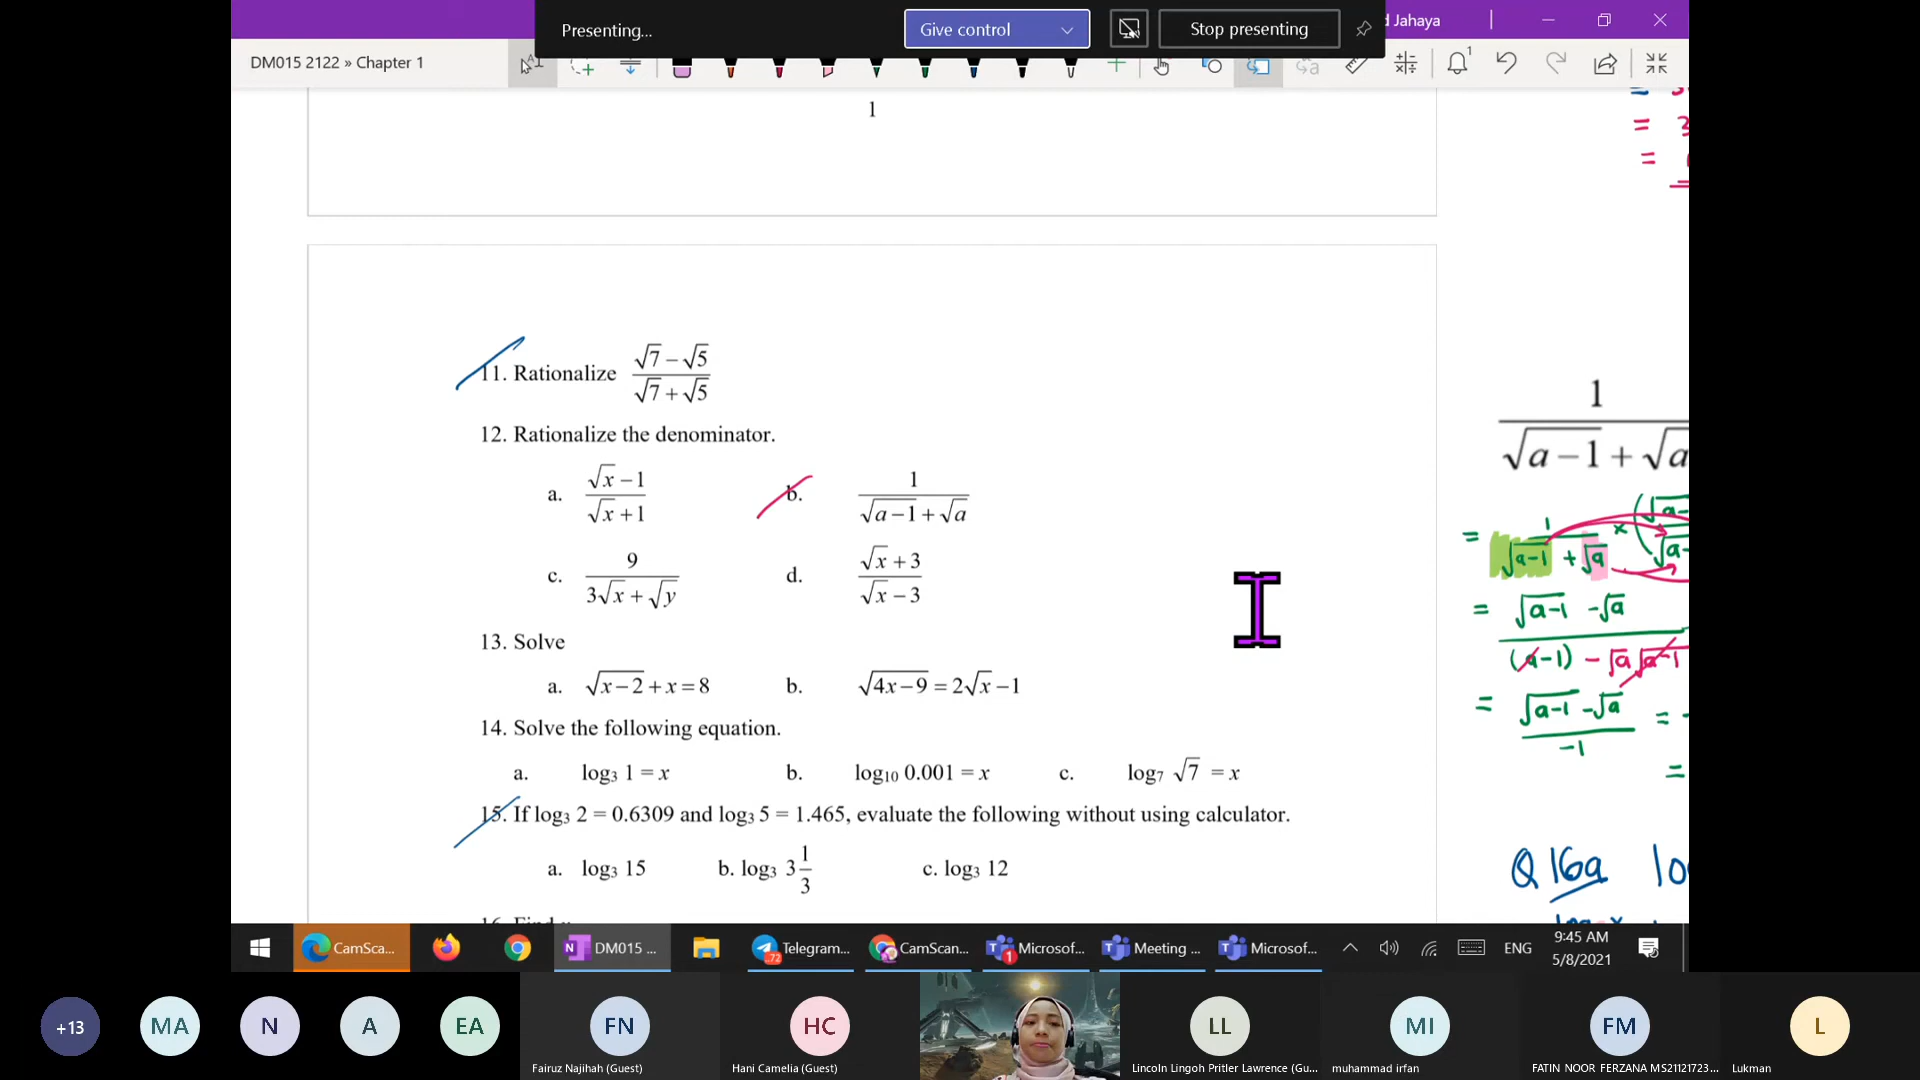 Presenting...
Give control
Stop presenting
d Jahaya
DM015 2122 » Chapter 1
1
11. Rationalize (√7 − √5)/(√7 + √5)
12. Rationalize the denominator.
a. (√x − 1)/(√x + 1) b. 1/(√(a−1) + √a)
c. 9/(3√x + √y) d. (√x + 3)/(√x − 3)
13. Solve
a. √(x−2) + x = 8 b. √(4x−9) = 2√x − 1
14. Solve the following equation.
a. log₃ 1 = x b. log₁₀ 0.001 = x c. log₇ √7 = x
15. If log₃ 2 = 0.6309 and log₃ 5 = 1.465, evaluate the following without using calculator.
a. log₃ 15 b. log₃ 3 1/3 c. log₃ 12
1
√a−1 + √a
= 1
√a-1 + √a ×
= √a-1 - √a
(a-1) - √a √a-1
= √a-1 - √a =
-1
=
Q 16a
CamSca...
DM015 ...
Telegram...
72
CamScan...
Microsof...
1
Meeting ...
Microsof...
ENG
9:45 AM
5/8/2021
+13
MA
N
A
EA
FN
HC
LL
MI
FM
L
Fairuz Najihah (Guest)
Hani Camelia (Guest)
Lincoln Lingoh Pritler Lawrence (Gu...
muhammad irfan
FATIN NOOR FERZANA MS21121723...
Lukman